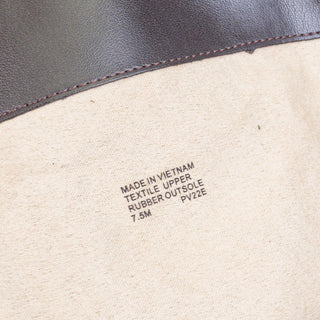 MADE IN VIETNAM
TEXTILE UPPER
RUBBER OUTSOLE
7.5M PV22E